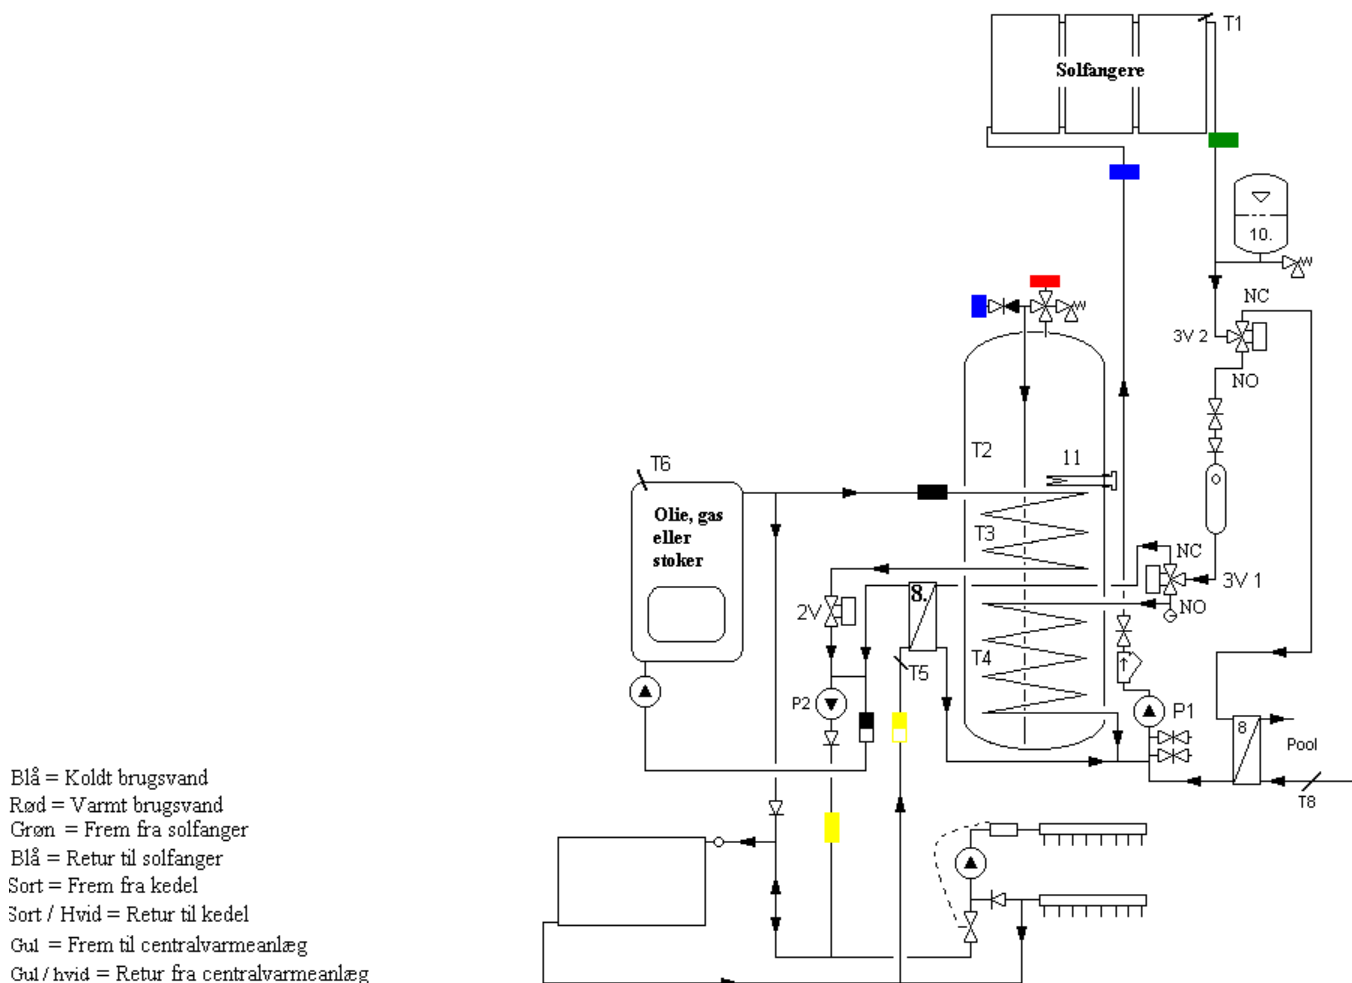 T1
Solfangere
10.
NC
3V 2
NO
T2
11
T6
Olie, gas
eller
stoker
T3
NC
3V 1
8.
2V
NO
T4
T5
P2
P1
8
Pool
T8
Blå = Koldt brugsvand
Rød = Varmt brugsvand
Grøn = Frem fra solfanger
Blå = Retur til solfanger
Sort = Frem fra kedel
Sort / Hvid = Retur til kedel
Gul = Frem til centralvarmeanlæg
Gul / hvid = Retur fra centralvarmeanlæg